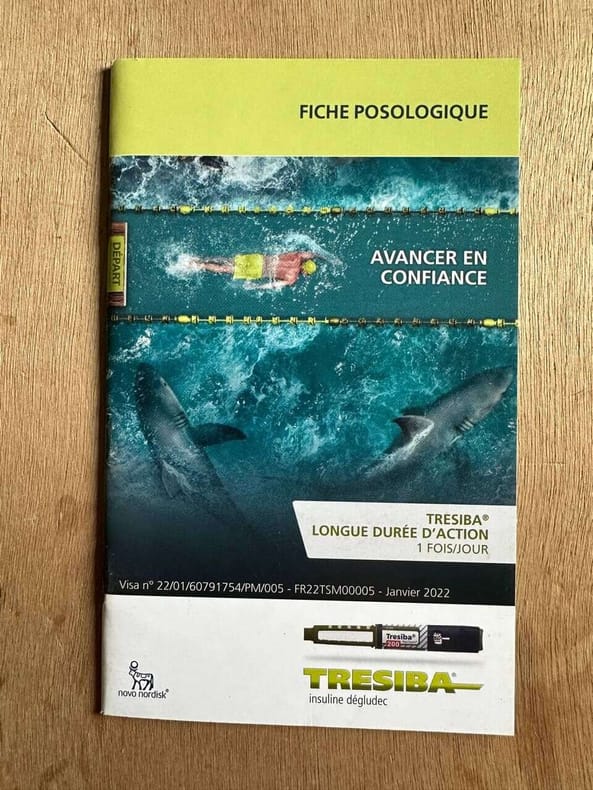 FICHE POSOLOGIQUE
DÉPART
AVANCER EN
CONFIANCE
TRESIBA®
LONGUE DURÉE D'ACTION
1 FOIS/JOUR
Visa n° 22/01/60791754/PM/005 - FR22TSM00005 - Janvier 2022
Tresiba®
200
novo nordisk®
TRESIBA®
insuline dégludec